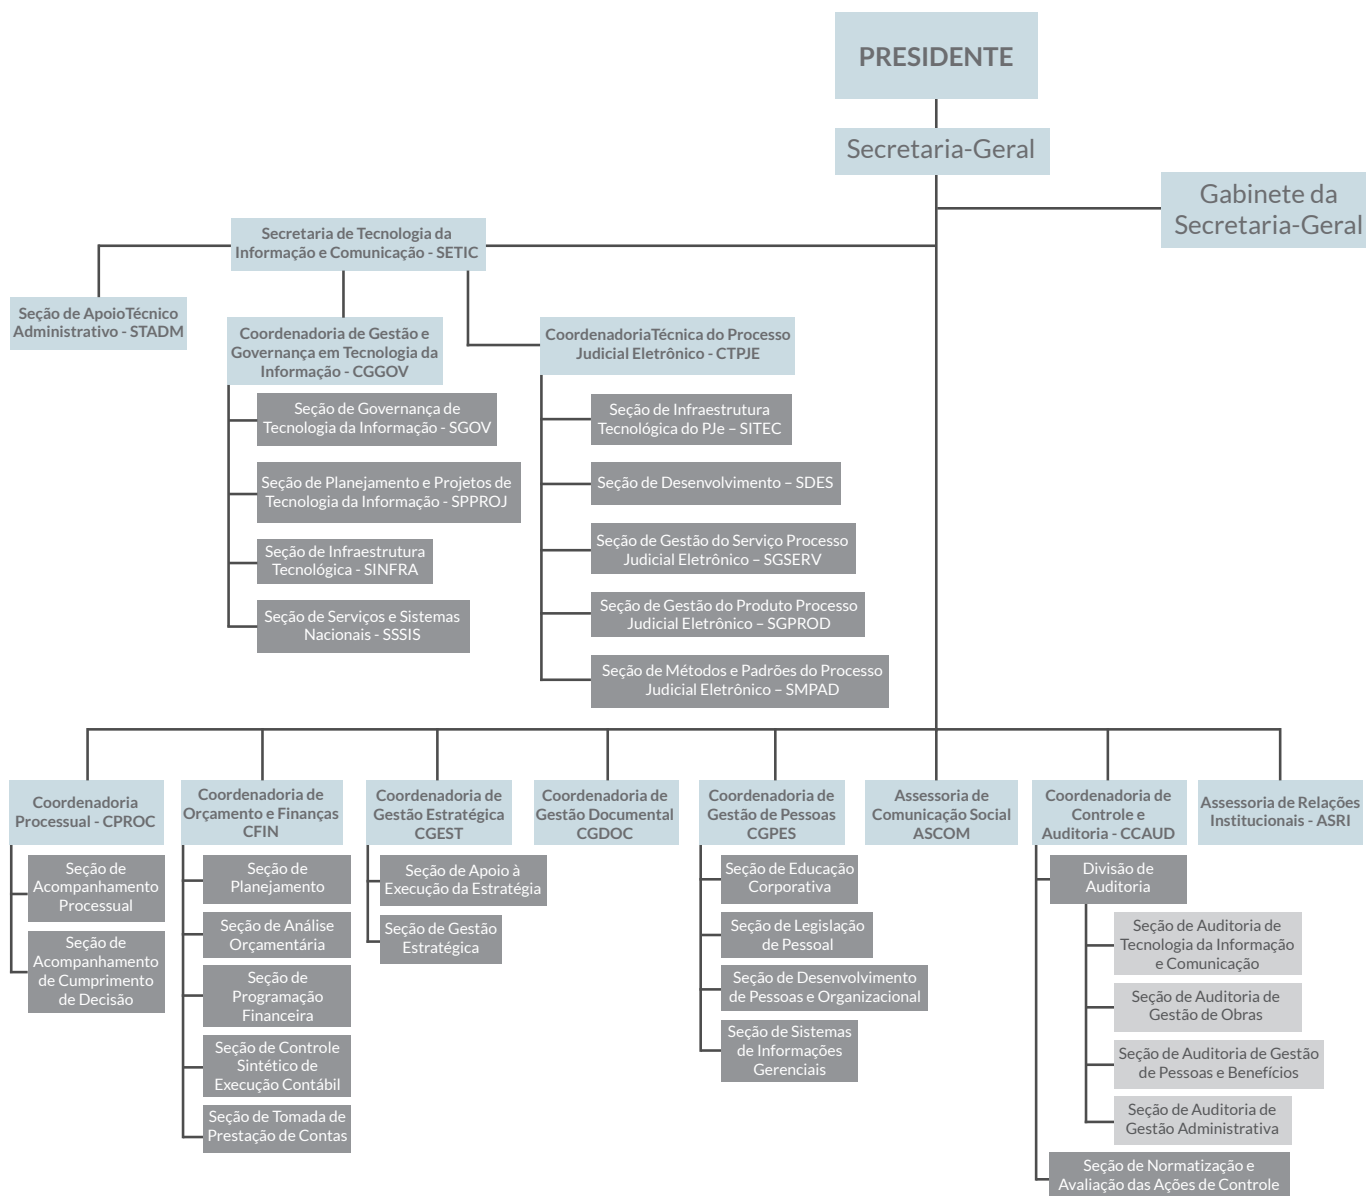 PRESIDENTE
Secretaria-Geral
Gabinete da
Secretaria-Geral
Secretaria de Tecnologia da
Informação e Comunicação - SETIC
Seção de ApoioTécnico
Administrativo - STADM
Coordenadoria de Gestão e
Governança em Tecnologia da
Informação - CGGOV
CoordenadoriaTécnica do Processo
Judicial Eletrônico - CTPJE
Seção de Governança de
Tecnologia da Informação - SGOV
Seção de Planejamento e Projetos de
Tecnologia da Informação - SPPROJ
Seção de Infraestrutura
Tecnológica - SINFRA
Seção de Serviços e Sistemas
Nacionais - SSSIS
Seção de Infraestrutura
Tecnológica do PJe – SITEC
Seção de Desenvolvimento – SDES
Seção de Gestão do Serviço Processo
Judicial Eletrônico – SGSERV
Seção de Gestão do Produto Processo
Judicial Eletrônico – SGPROD
Seção de Métodos e Padrões do Processo
Judicial Eletrônico – SMPAD
Coordenadoria
Processual - CPROC
Seção de
Acompanhamento
Processual
Seção de
Acompanhamento
de Cumprimento
de Decisão
Coordenadoria de
Orçamento e Finanças
CFIN
Seção de
Planejamento
Seção de Análise
Orçamentária
Seção de
Programação
Financeira
Seção de Controle
Sintético de
Execução Contábil
Seção de Tomada de
Prestação de Contas
Coordenadoria de
Gestão Estratégica
CGEST
Seção de Apoio à
Execução da Estratégia
Seção de Gestão
Estratégica
Coordenadoria de
Gestão Documental
CGDOC
Coordenadoria de
Gestão de Pessoas
CGPES
Seção de Educação
Corporativa
Seção de Legislação
de Pessoal
Seção de Desenvolvimento
de Pessoas e Organizacional
Seção de Sistemas
de Informações
Gerenciais
Assessoria de
Comunicação Social
ASCOM
Coordenadoria de
Controle e
Auditoria - CCAUD
Divisão de
Auditoria
Seção de Auditoria de
Tecnologia da Informação
e Comunicação
Seção de Auditoria de
Gestão de Obras
Seção de Auditoria de Gestão
de Pessoas e Benefícios
Seção de Auditoria de
Gestão Administrativa
Seção de Normatização e
Avaliação das Ações de Controle
Assessoria de Relações
Institucionais - ASRI